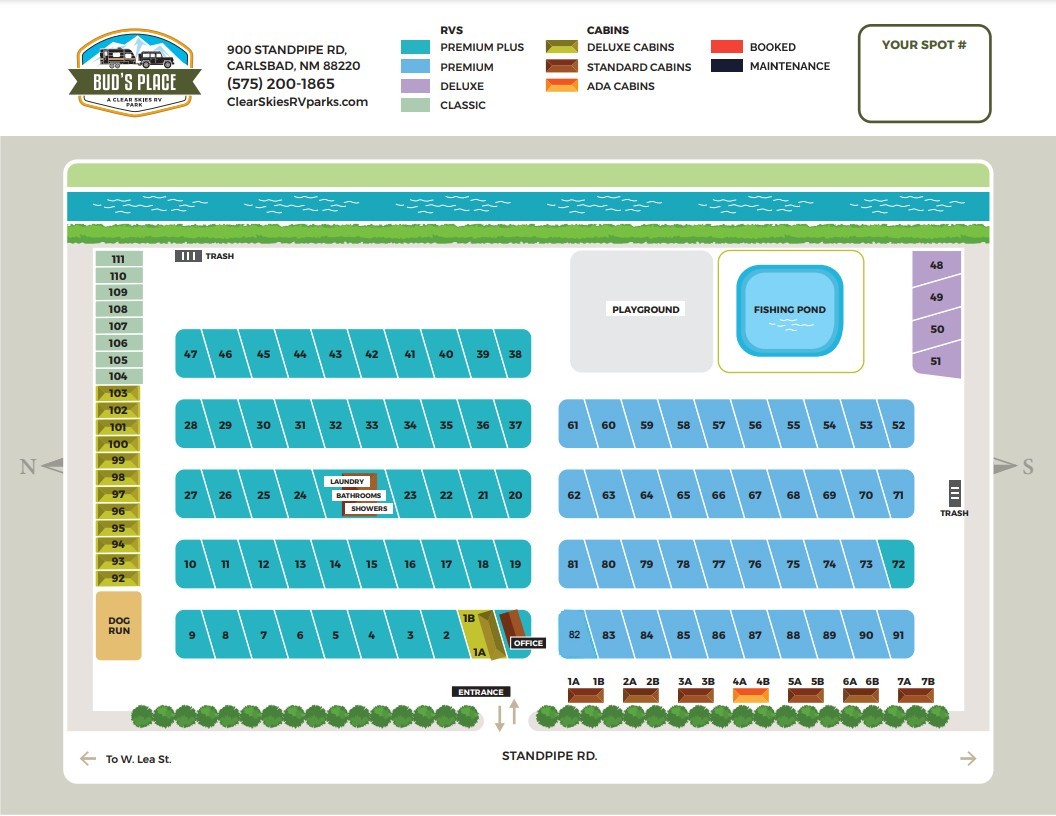 BUD'S PLACE
A CLEAR SKIES RV
PARK
900 STANDPIPE RD,
CARLSBAD, NM 88220
(575) 200-1865
ClearSkiesRVparks.com
RVS
PREMIUM PLUS
PREMIUM
DELUXE
CLASSIC
CABINS
DELUXE CABINS
STANDARD CABINS
ADA CABINS
BOOKED
MAINTENANCE
YOUR SPOT #
111
110
109
108
107
106
105
104
103
102
101
100
99
98
97
96
95
94
93
92
DOG
RUN
TRASH
PLAYGROUND
FISHING POND
48
49
50
51
47 46 45 44 43 42 41 40 39 38
28 29 30 31 32 33 34 35 36 37
61 60 59 58 57 56 55 54 53 52
27 26 25 24
LAUNDRY
BATHROOMS
SHOWERS
23 22 21 20
62 63 64 65 66 67 68 69 70 71
N
S
TRASH
10 11 12 13 14 15 16 17 18 19
81 80 79 78 77 76 75 74 73 72
9 8 7 6 5 4 3 2
1B
1A
OFFICE
82 83 84 85 86 87 88 89 90 91
1A 1B 2A 2B 3A 3B 4A 4B 5A 5B 6A 6B 7A 7B
ENTRANCE
To W. Lea St.
STANDPIPE RD.